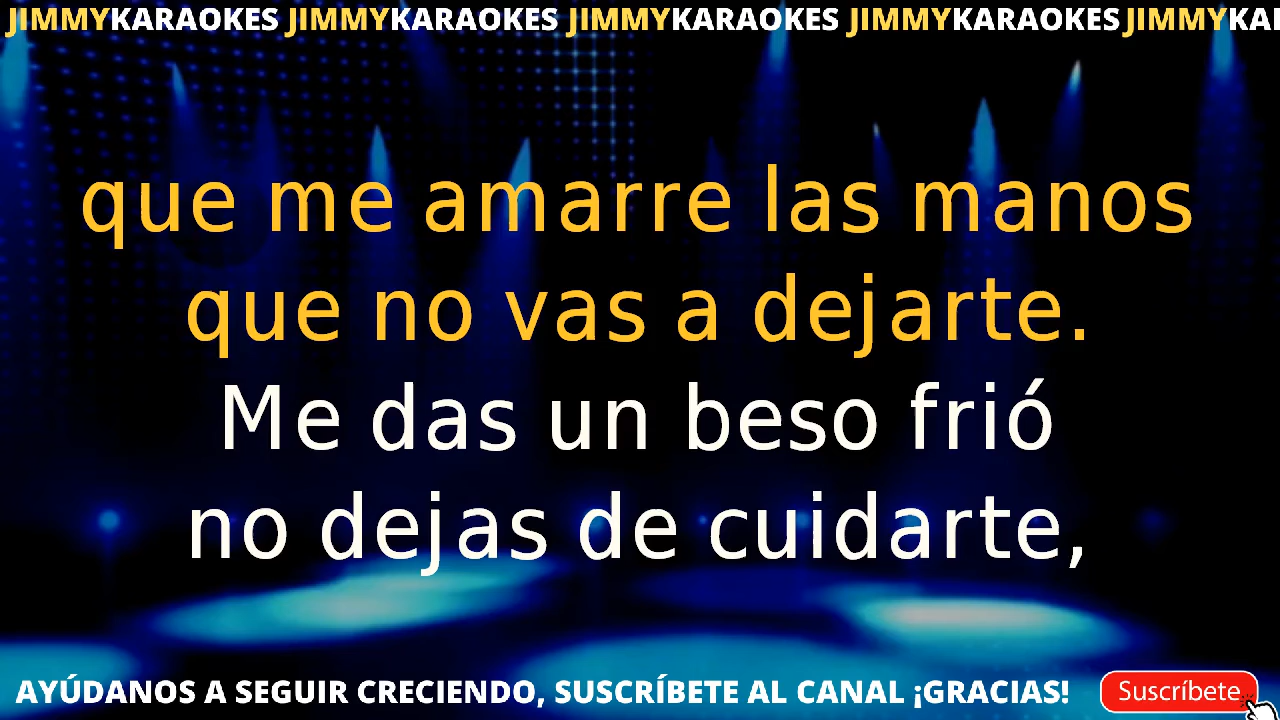 JIMMYKARAOKES JIMMYKARAOKES JIMMYKARAOKES JIMMYKARAOKES JIMMYKA
que me amarre las manos
que no vas a dejarte.
Me das un beso frió
no dejas de cuidarte,
AYÚDANOS A SEGUIR CRECIENDO, SUSCRÍBETE AL CANAL ¡GRACIAS! Suscríbete